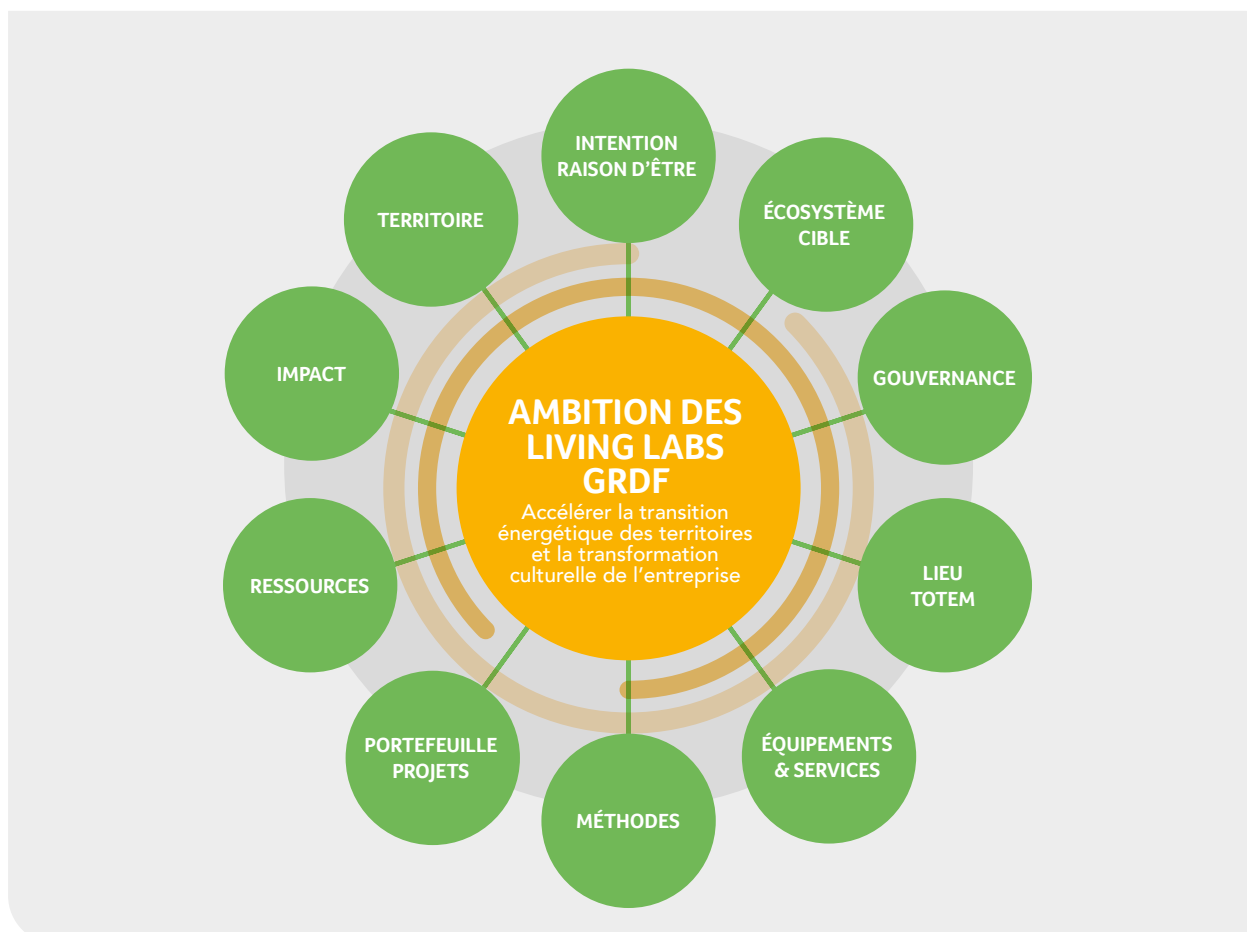 INTENTION
RAISON D'ÊTRE
ÉCOSYSTÈME
CIBLE
GOUVERNANCE
LIEU
TOTEM
ÉQUIPEMENTS
& SERVICES
MÉTHODES
PORTEFEUILLE
PROJETS
RESSOURCES
IMPACT
TERRITOIRE
AMBITION DES
LIVING LABS
GRDF
Accélérer la transition
énergétique des territoires
et la transformation
culturelle de l'entreprise